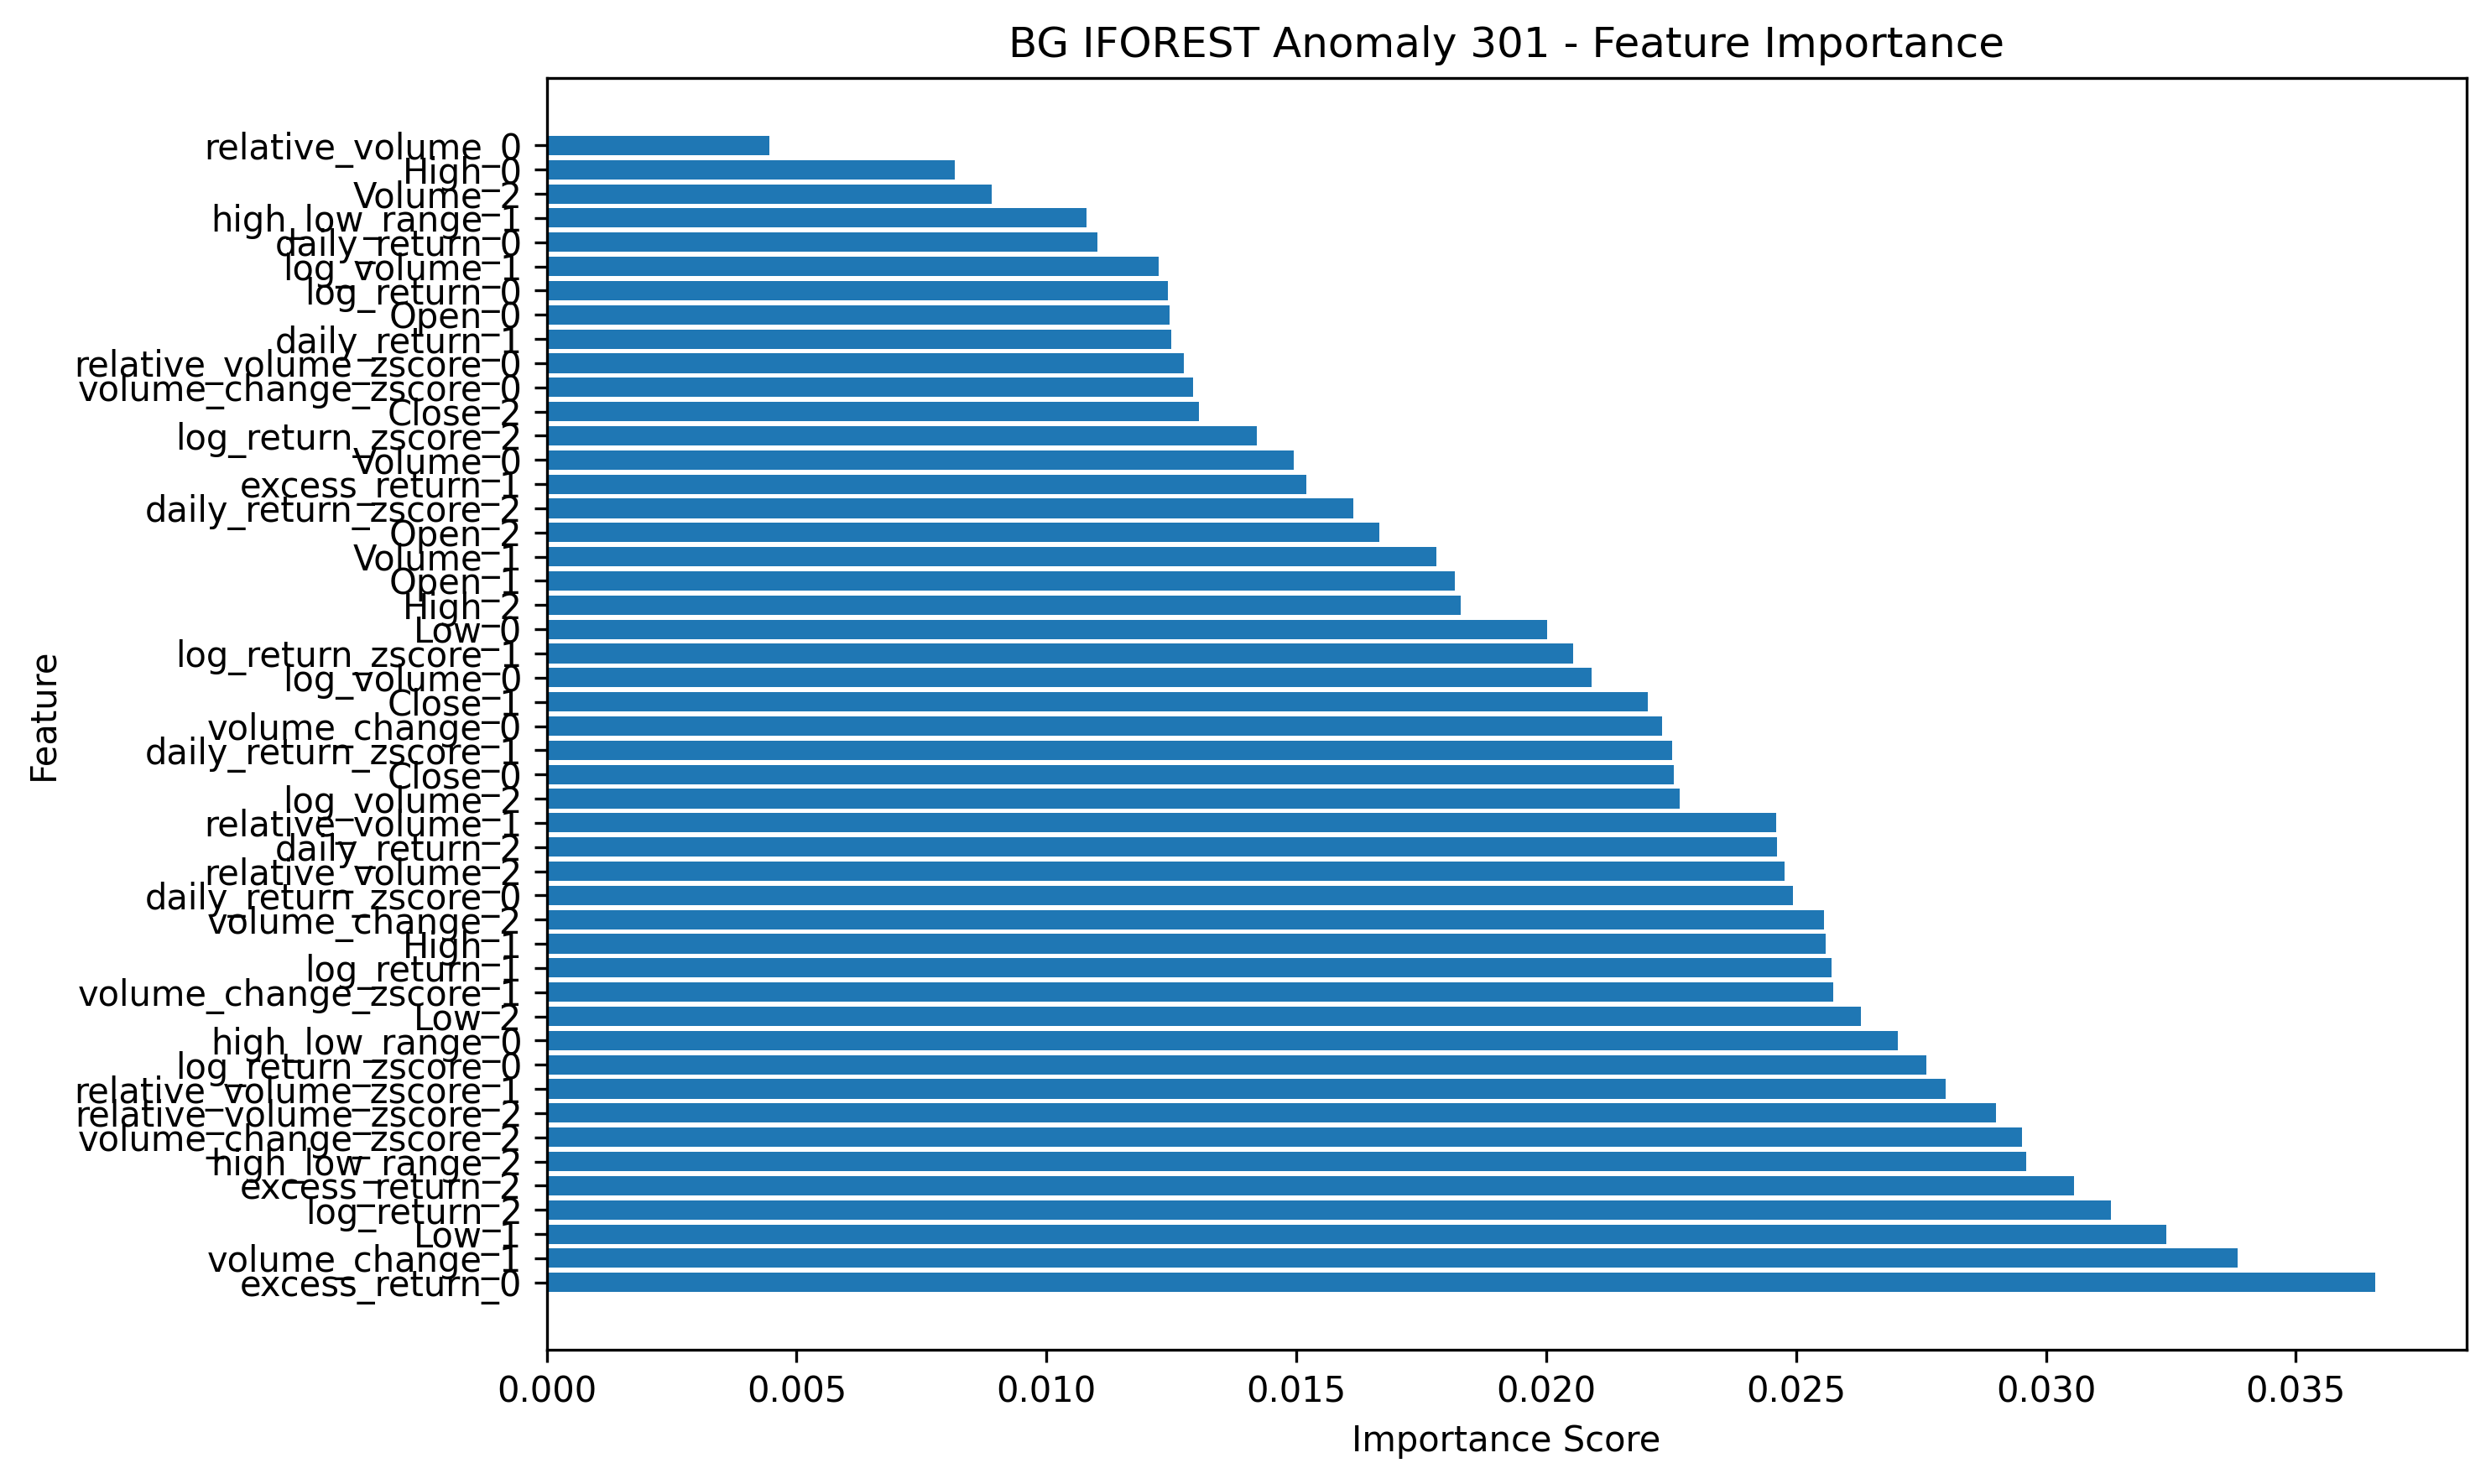 BG IFOREST Anomaly 301 - Feature Importance
relative_volume_0
High_0
Volume_2
high_low_range_1
daily_return_0
log_volume_1
log_return_0
Open_0
daily_return_1
relative_volume_zscore_0
volume_change_zscore_0
Close_2
log_return_zscore_2
Volume_0
excess_return_1
daily_return_zscore_2
Open_2
Volume_1
Open_1
High_2
Low_0
log_return_zscore_1
log_volume_0
Close_1
volume_change_0
daily_return_zscore_1
Close_0
log_volume_2
relative_volume_1
daily_return_2
relative_volume_2
daily_return_zscore_0
volume_change_2
High_1
log_return_1
volume_change_zscore_1
Low_2
high_low_range_0
log_return_zscore_0
relative_volume_zscore_1
relative_volume_zscore_2
volume_change_zscore_2
high_low_range_2
excess_return_2
log_return_2
Low_1
volume_change_1
excess_return_0
Feature
0.000 0.005 0.010 0.015 0.020 0.025 0.030 0.035
Importance Score